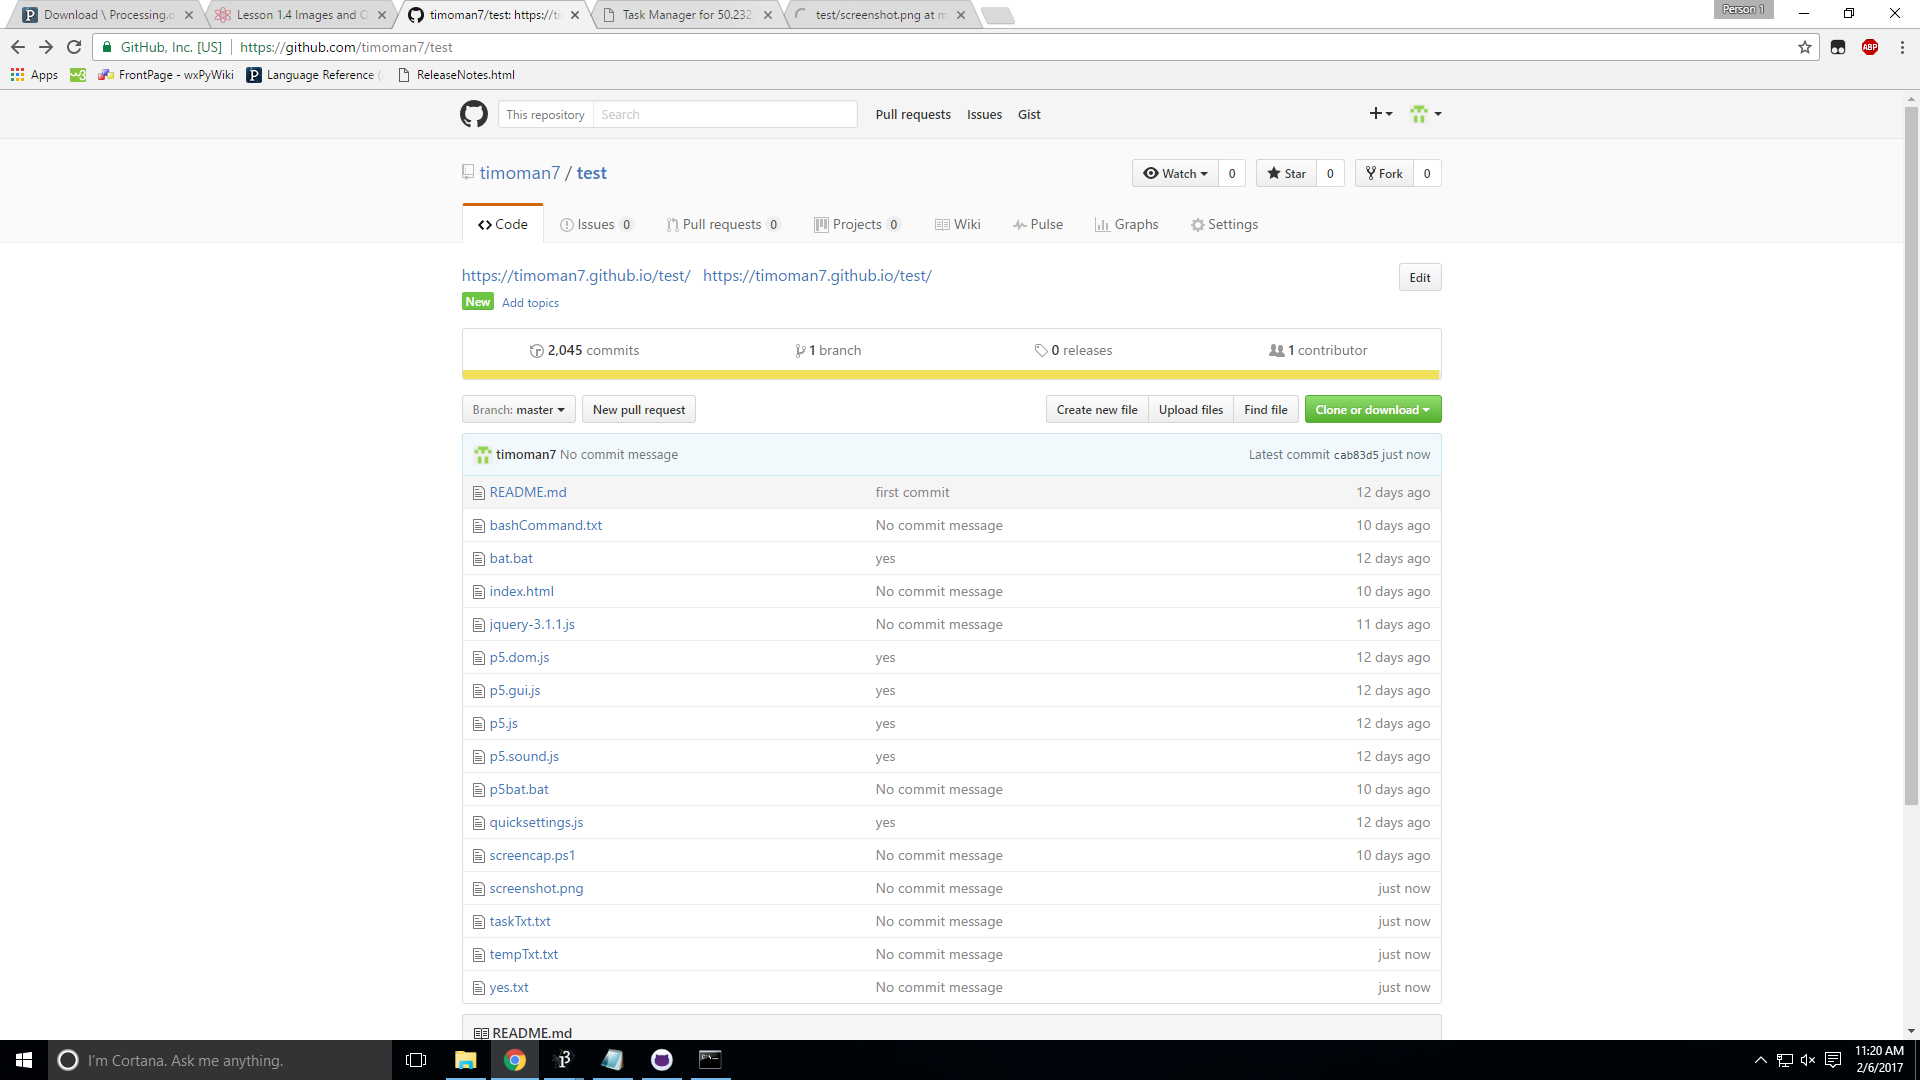 Download \ Processing.o
Lesson 1.4 Images and O
timoman7/test: https://ti
Task Manager for 50.232.
test/screenshot.png at m
Person 1
GitHub, Inc. [US] https://github.com/timoman7/test
Apps FrontPage - wxPyWiki Language Reference ( ReleaseNotes.html
This repository Search Pull requests Issues Gist
timoman7 / test
Watch 0 Star 0 Fork 0
Code Issues 0 Pull requests 0 Projects 0 Wiki Pulse Graphs Settings
https://timoman7.github.io/test/ https://timoman7.github.io/test/ Edit
New Add topics
2,045 commits 1 branch 0 releases 1 contributor
Branch: master New pull request Create new file Upload files Find file Clone or download
timoman7 No commit message Latest commit cab83d5 just now
README.md first commit 12 days ago
bashCommand.txt No commit message 10 days ago
bat.bat yes 12 days ago
index.html No commit message 10 days ago
jquery-3.1.1.js No commit message 11 days ago
p5.dom.js yes 12 days ago
p5.gui.js yes 12 days ago
p5.js yes 12 days ago
p5.sound.js yes 12 days ago
p5bat.bat No commit message 10 days ago
quicksettings.js yes 12 days ago
screencap.ps1 No commit message 10 days ago
screenshot.png No commit message just now
taskTxt.txt No commit message just now
tempTxt.txt No commit message just now
yes.txt No commit message just now
README.md
I'm Cortana. Ask me anything.
11:20 AM
2/6/2017